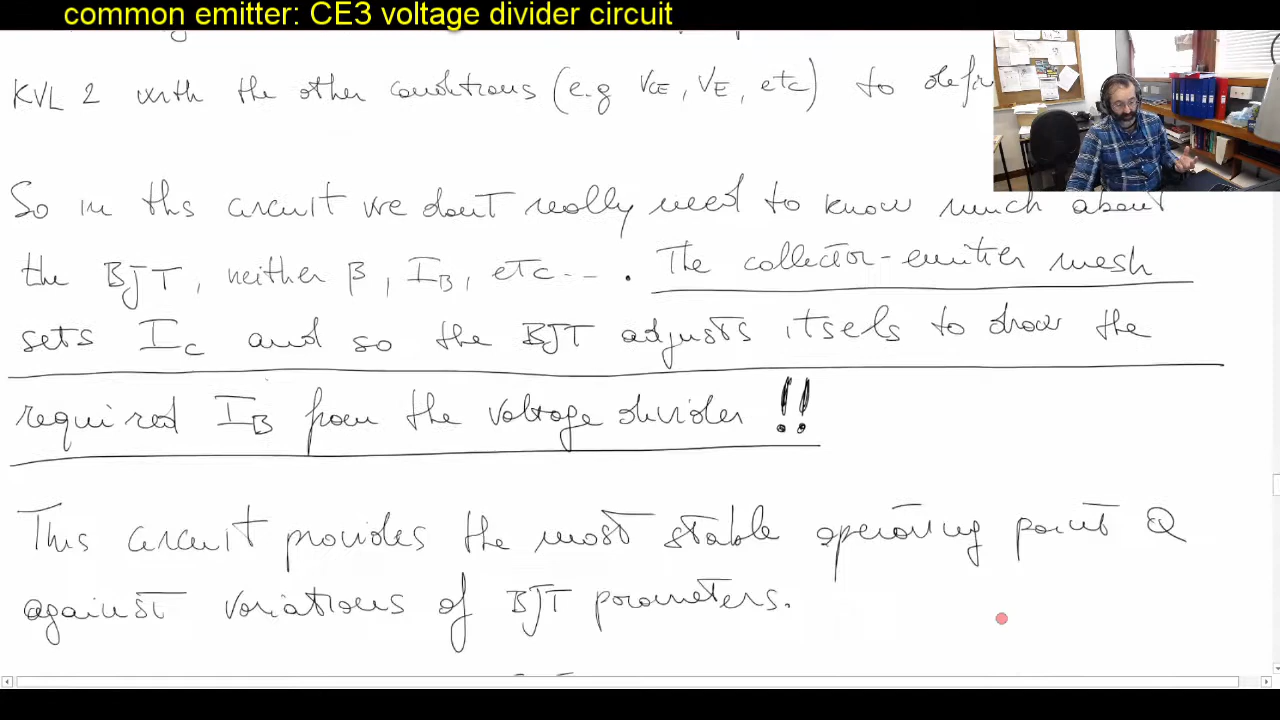 common emitter: CE3 voltage divider circuit
KVL 2 with the other conditions (e.g VCE, VE, etc) to defi
So in this circuit we don't really need to know much about
the BJT, neither β, IB, etc... . The collector-emitter mesh
sets IC and so the BJT adjusts itself to draw the
required IB from the voltage divider !!
This circuit provides the most stable operating point Q
against variations of BJT parameters.